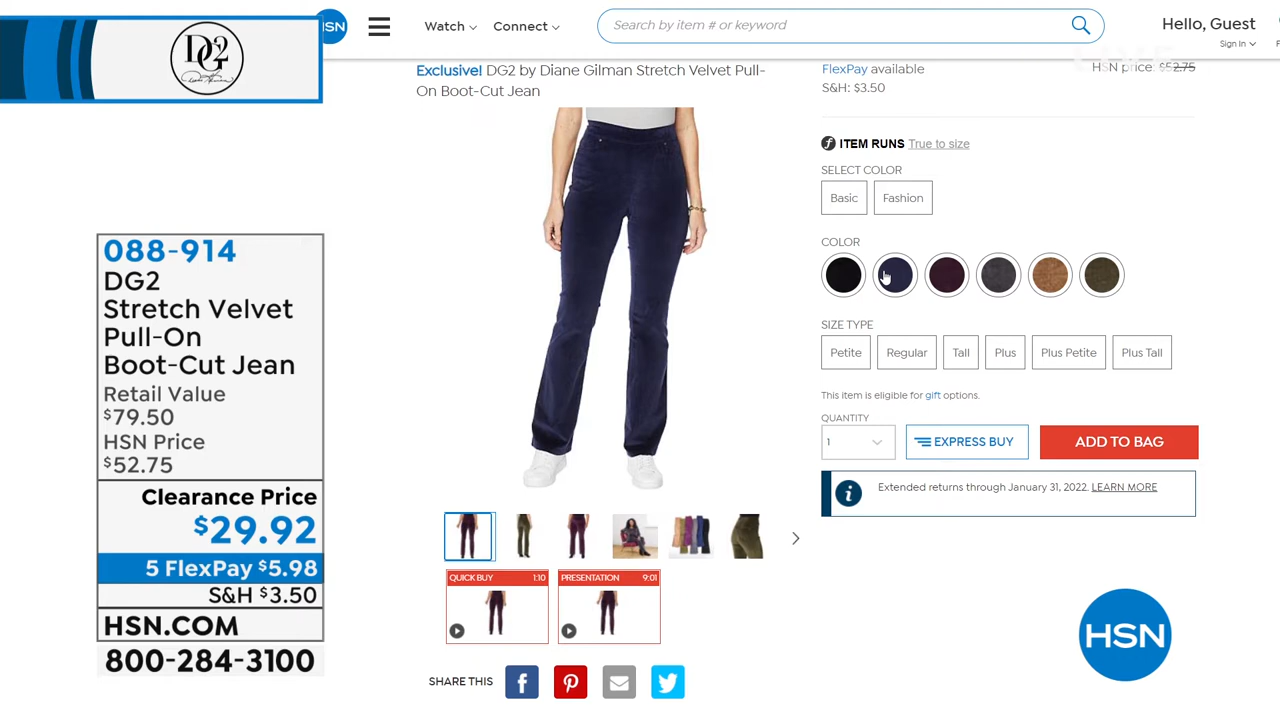 DG2
HSN
Watch
Connect
Search by item # or keyword
Hello, Guest
Sign In
Exclusive! DG2 by Diane Gilman Stretch Velvet Pull-
On Boot-Cut Jean
FlexPay available
HSN price: $52.75
S&H: $3.50
ITEM RUNS True to size
SELECT COLOR
Basic
Fashion
COLOR
SIZE TYPE
Petite
Regular
Tall
Plus
Plus Petite
Plus Tall
This item is eligible for gift options.
QUANTITY
1
EXPRESS BUY
ADD TO BAG
Extended returns through January 31, 2022. LEARN MORE
088-914
DG2
Stretch Velvet
Pull-On
Boot-Cut Jean
Retail Value
$79.50
HSN Price
$52.75
Clearance Price
$29.92
5 FlexPay $5.98
S&H $3.50
HSN.COM
800-284-3100
QUICK BUY 1:10
PRESENTATION 9:01
SHARE THIS
HSN